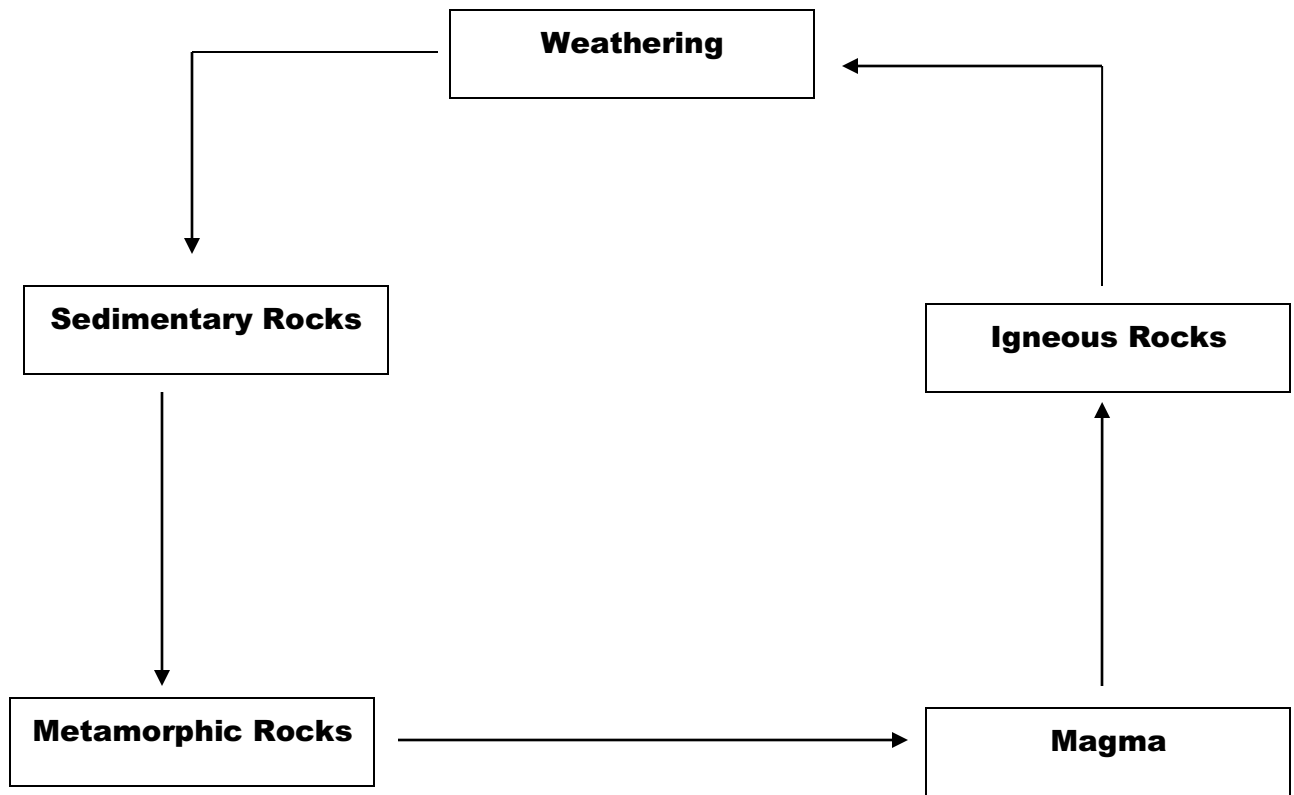 Weathering
Sedimentary Rocks
Igneous Rocks
Metamorphic Rocks
Magma